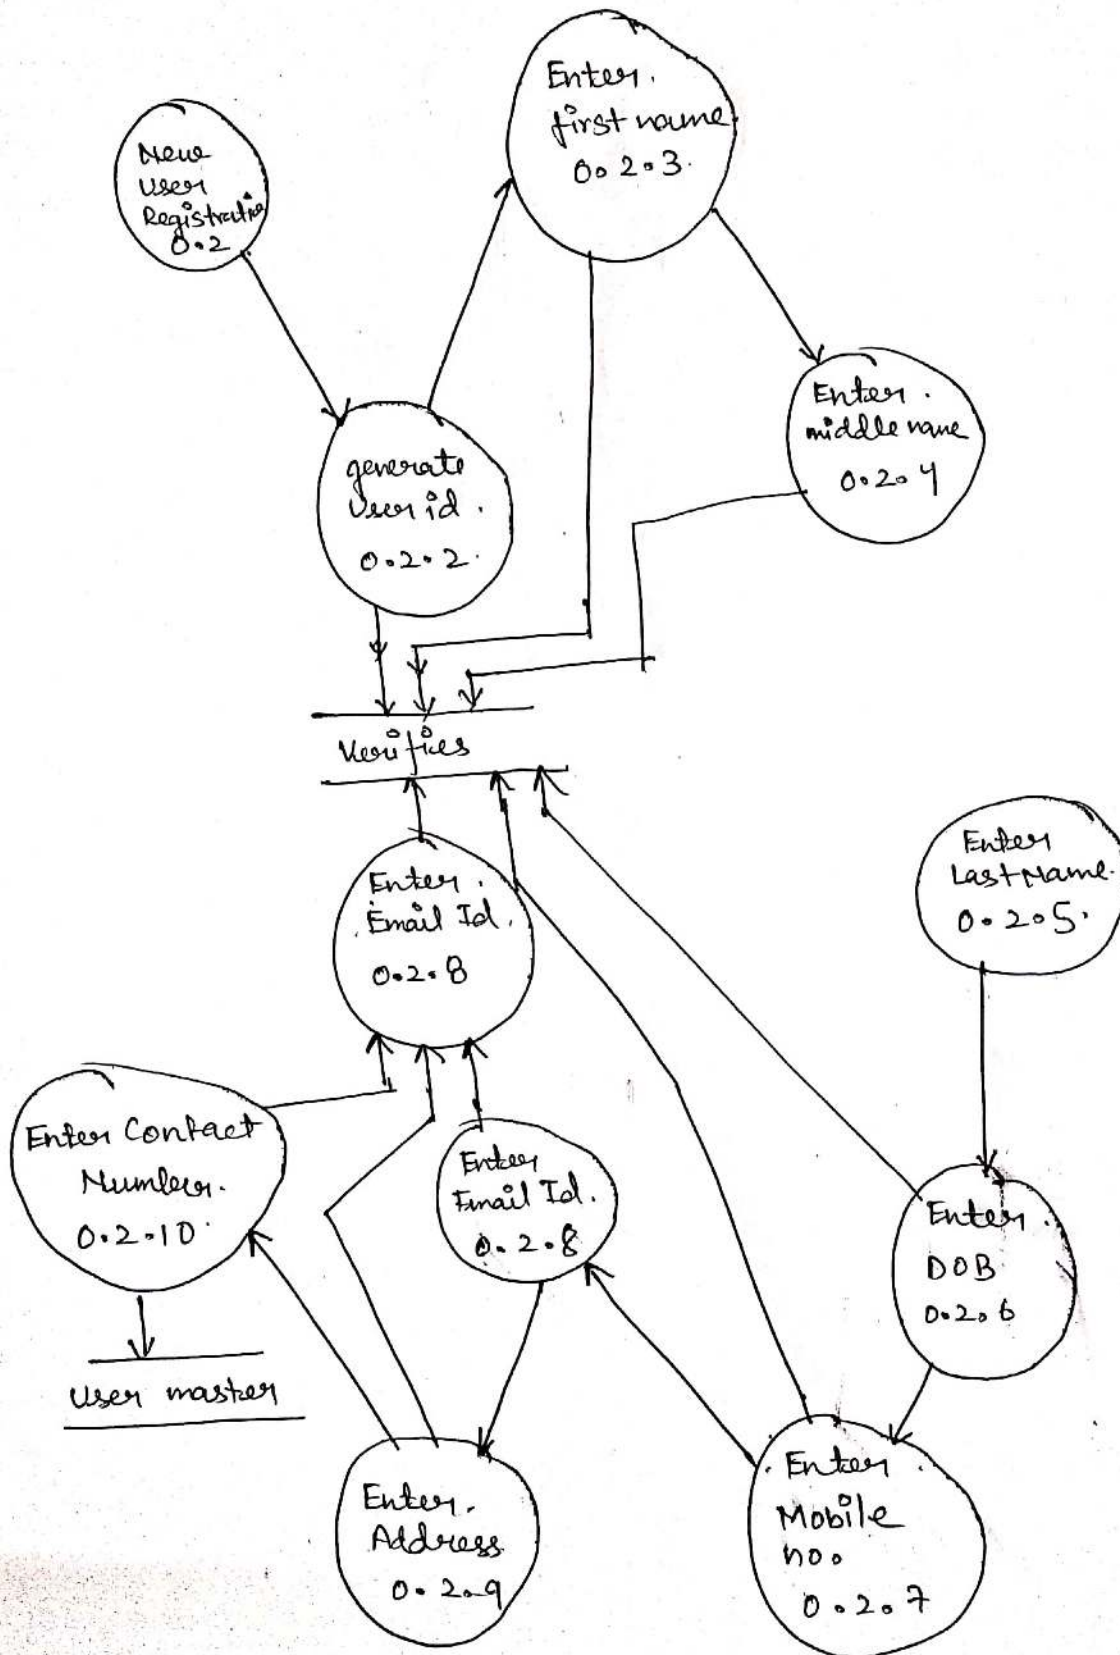 Enter.
first name
0.2.3.
New
User
Registratio
0.2
Enter.
middle name
0.2.4
generate
User id.
0.2.2.
Verifies
Enter
Last Name.
0.2.5.
Enter.
Email Id.
0.2.8
Enter Contact
Number.
0.2.10
Enter
Email Id.
0.2.8
Enter.
DOB
0.2.6
User master
Enter.
Address
0.2.9
Enter.
Mobile
no.
0.2.7